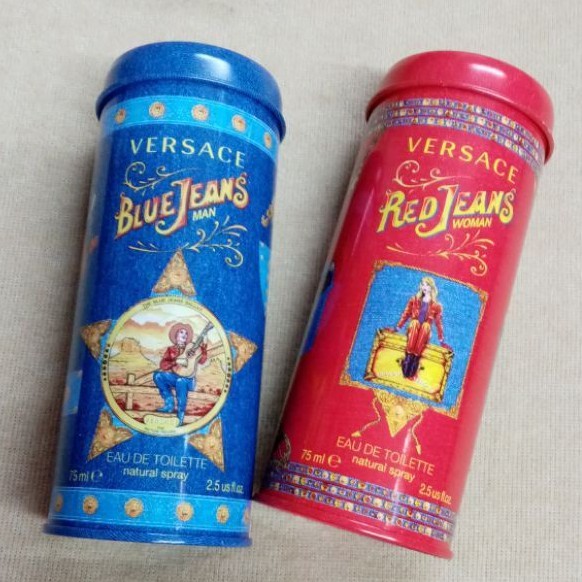 VERSACE
BLUE JEANS
MAN
EAU DE TOILETTE
75 ml ℮ natural spray
2.5 us fl.oz.
VERSACE
RED JEANS
WOMAN
EAU DE TOILETTE
75 ml ℮ natural spray
2.5 us fl.oz.